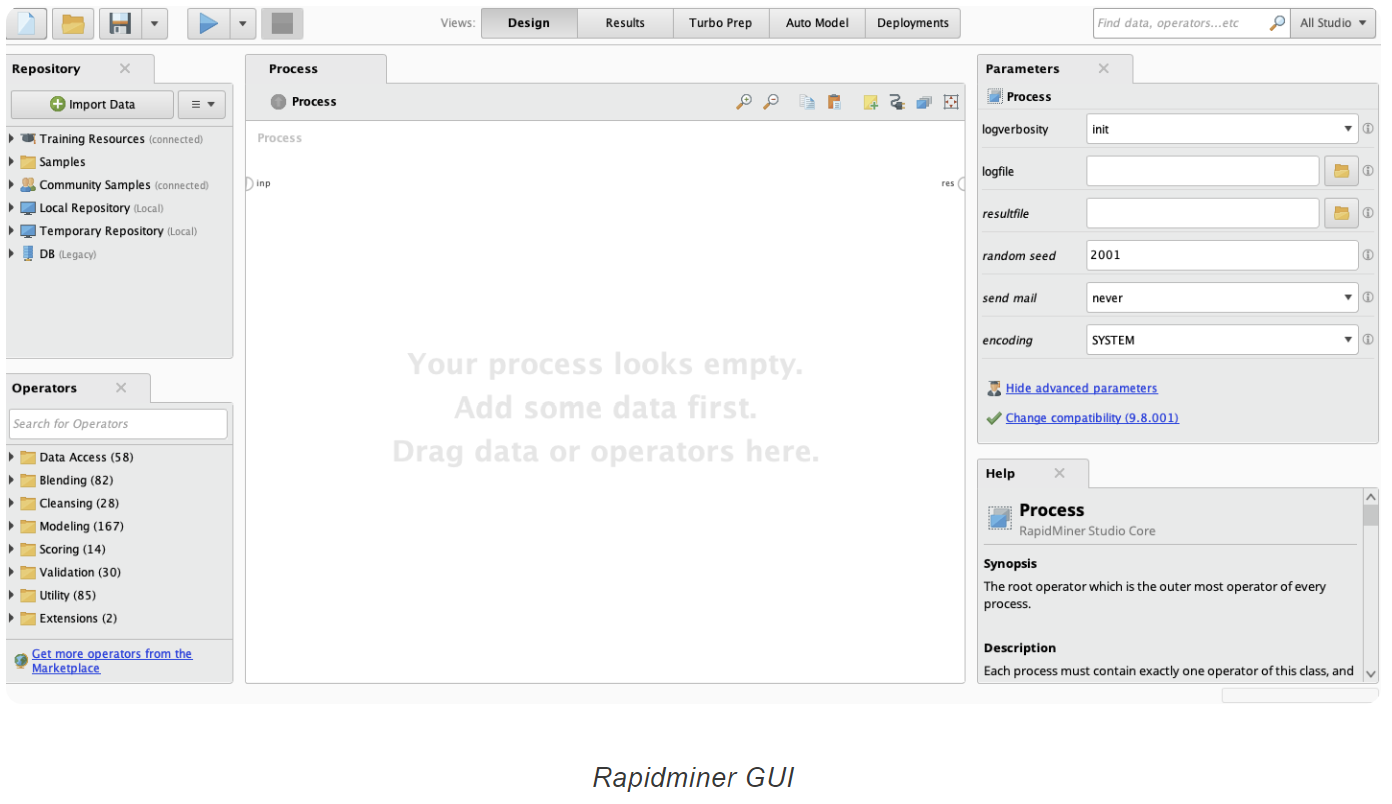 Views: Design Results Turbo Prep Auto Model Deployments
Find data, operators...etc
All Studio
Repository
Import Data
Training Resources (connected)
Samples
Community Samples (connected)
Local Repository (Local)
Temporary Repository (Local)
DB (Legacy)
Operators
Search for Operators
Data Access (58)
Blending (82)
Cleansing (28)
Modeling (167)
Scoring (14)
Validation (30)
Utility (85)
Extensions (2)
Get more operators from the
Marketplace
Process
Process
Process
inp
res
Your process looks empty.
Add some data first.
Drag data or operators here.
Parameters
Process
logverbosity init
logfile
resultfile
random seed 2001
send mail never
encoding SYSTEM
Hide advanced parameters
Change compatibility (9.8.001)
Help
Process
RapidMiner Studio Core
Synopsis
The root operator which is the outer most operator of every
process.
Description
Each process must contain exactly one operator of this class, and
Rapidminer GUI